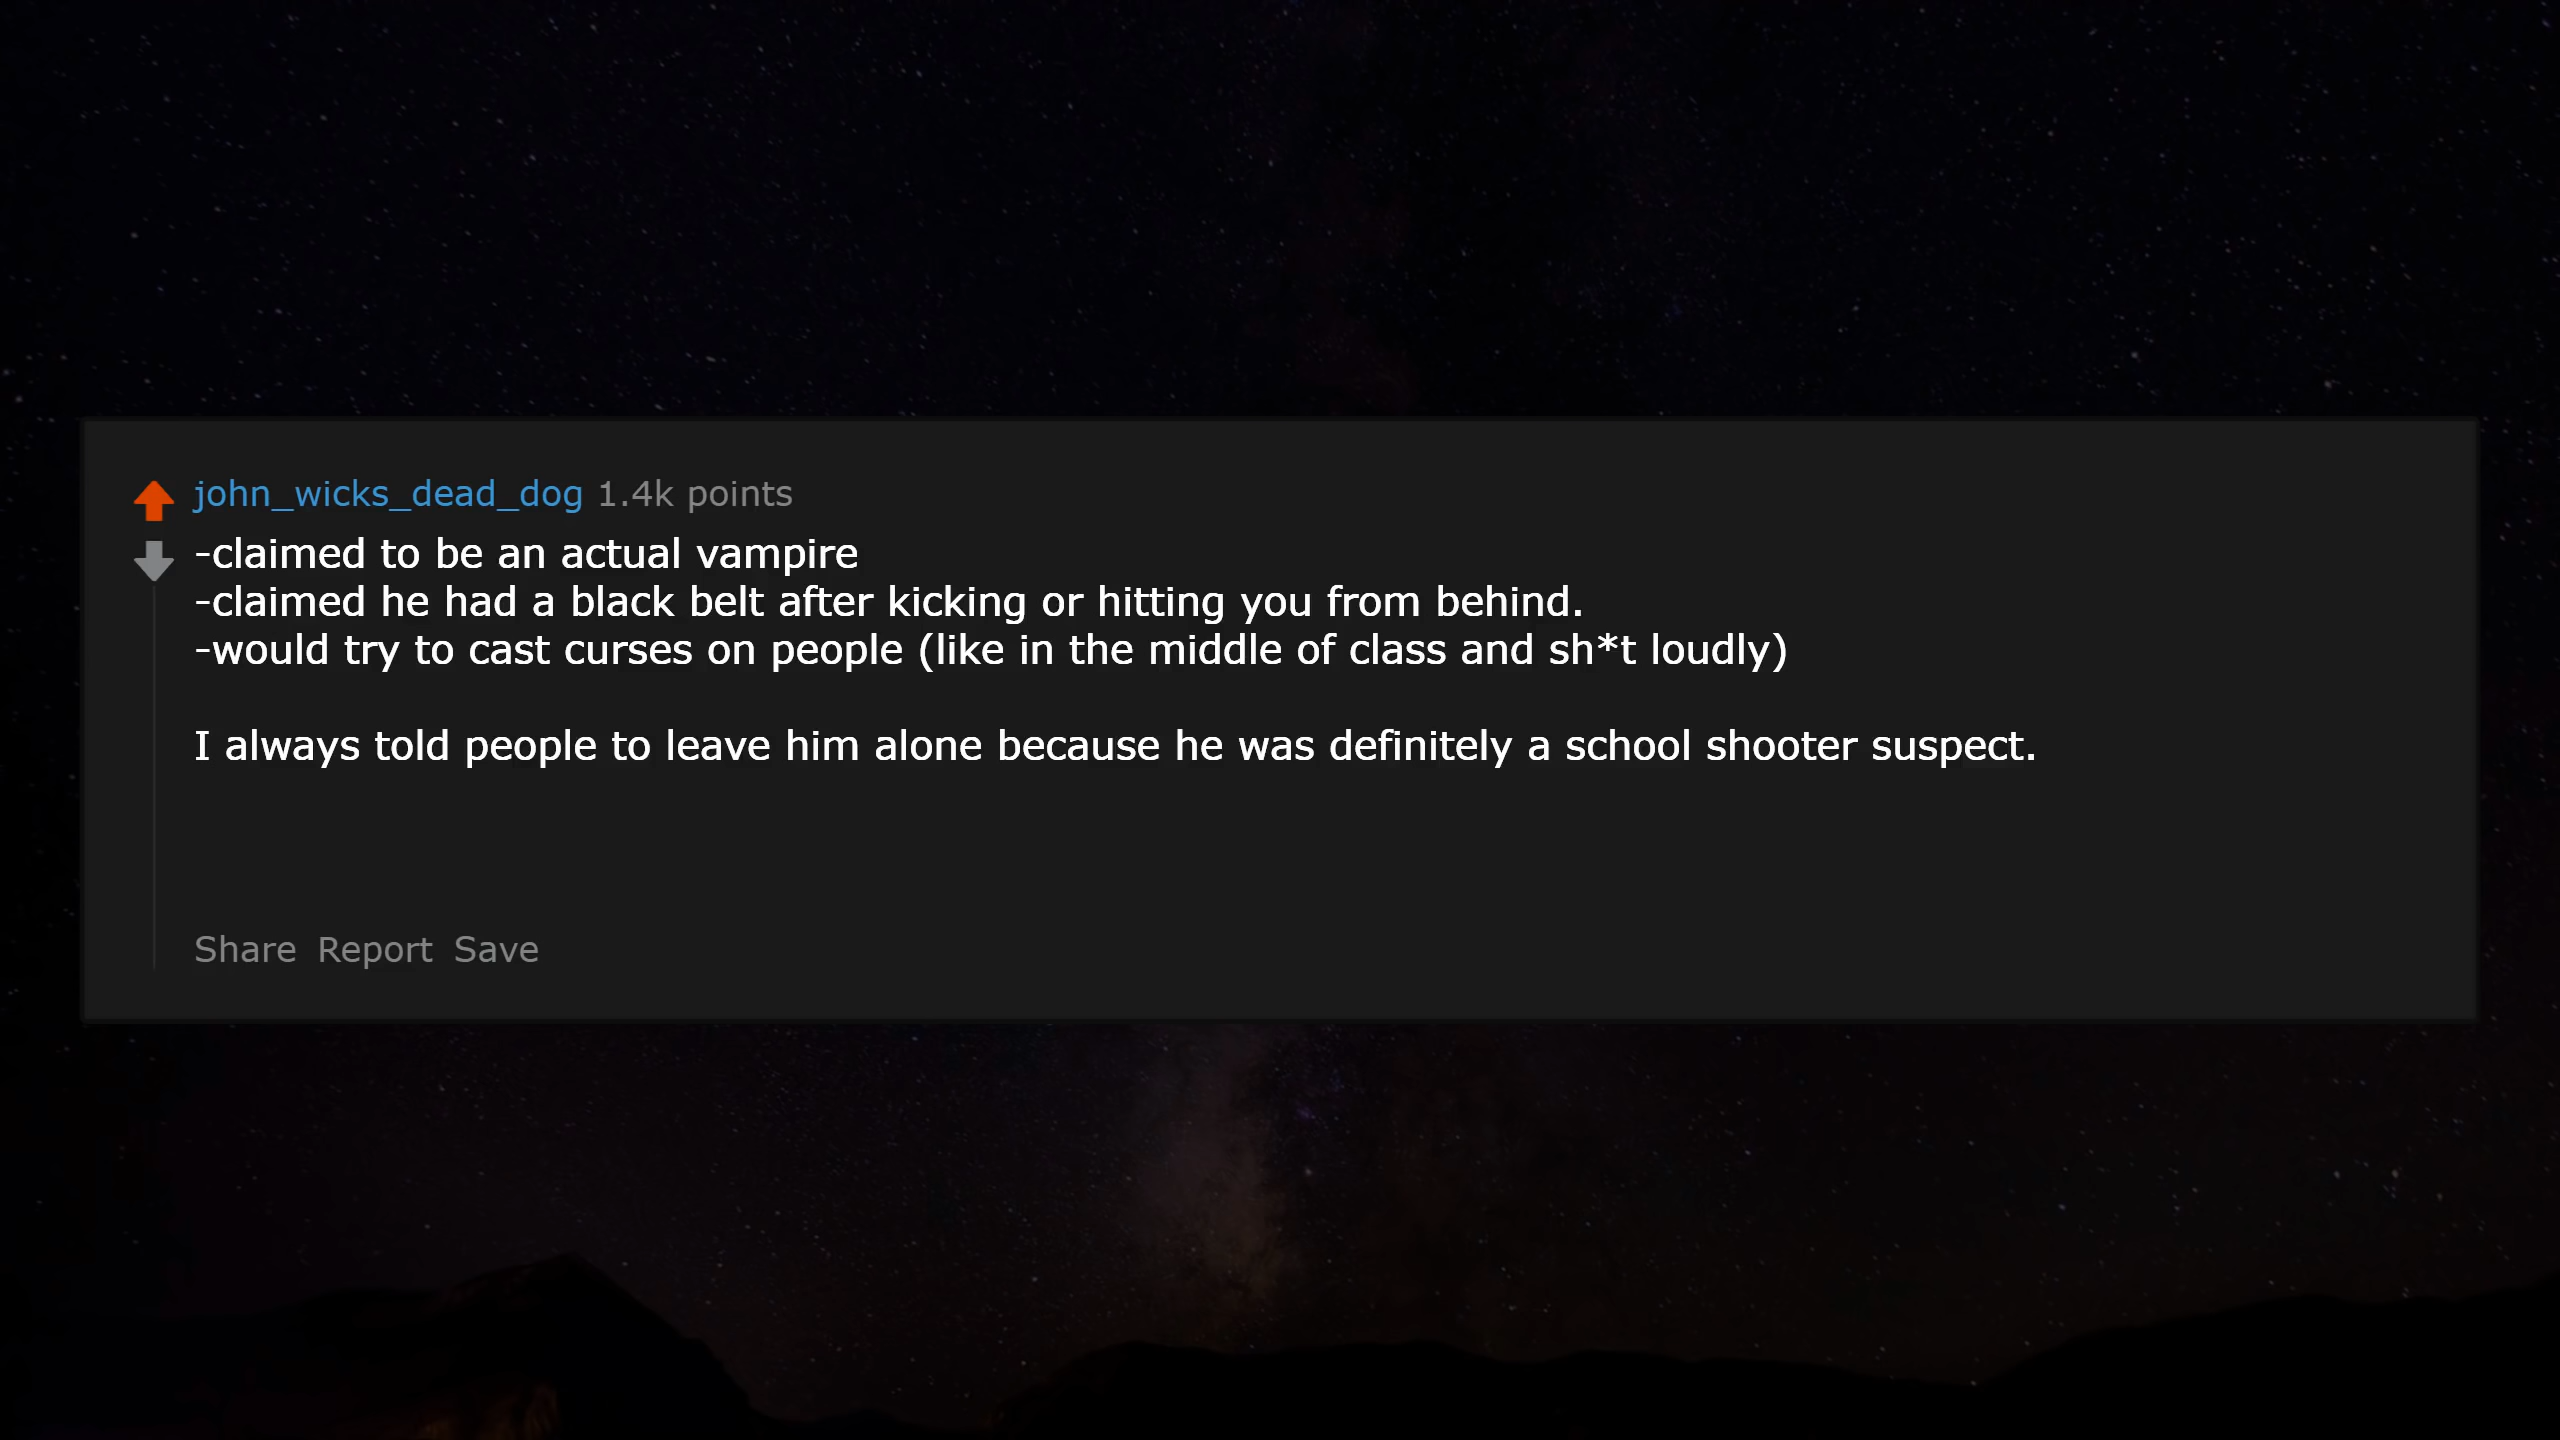 john_wicks_dead_dog 1.4k points
-claimed to be an actual vampire
-claimed he had a black belt after kicking or hitting you from behind.
-would try to cast curses on people (like in the middle of class and sh*t loudly)
I always told people to leave him alone because he was definitely a school shooter suspect.
Share Report Save